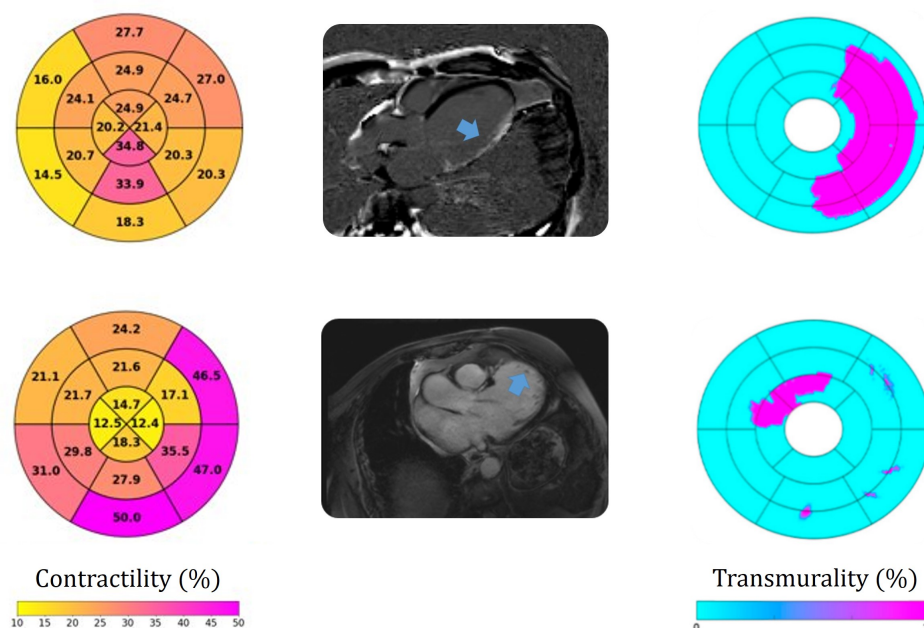 27.7
16.0 24.9 27.0
24.1 24.9 24.7
20.2 21.4
34.8
20.7 20.3
14.5 33.9 20.3
18.3
24.2
21.1 21.6 46.5
21.7 14.7 17.1
12.5 12.4
18.3
31.0 29.8 35.5 47.0
27.9
50.0
Contractility (%)
10 15 20 25 30 35 40 45 50
Transmurality (%)
0